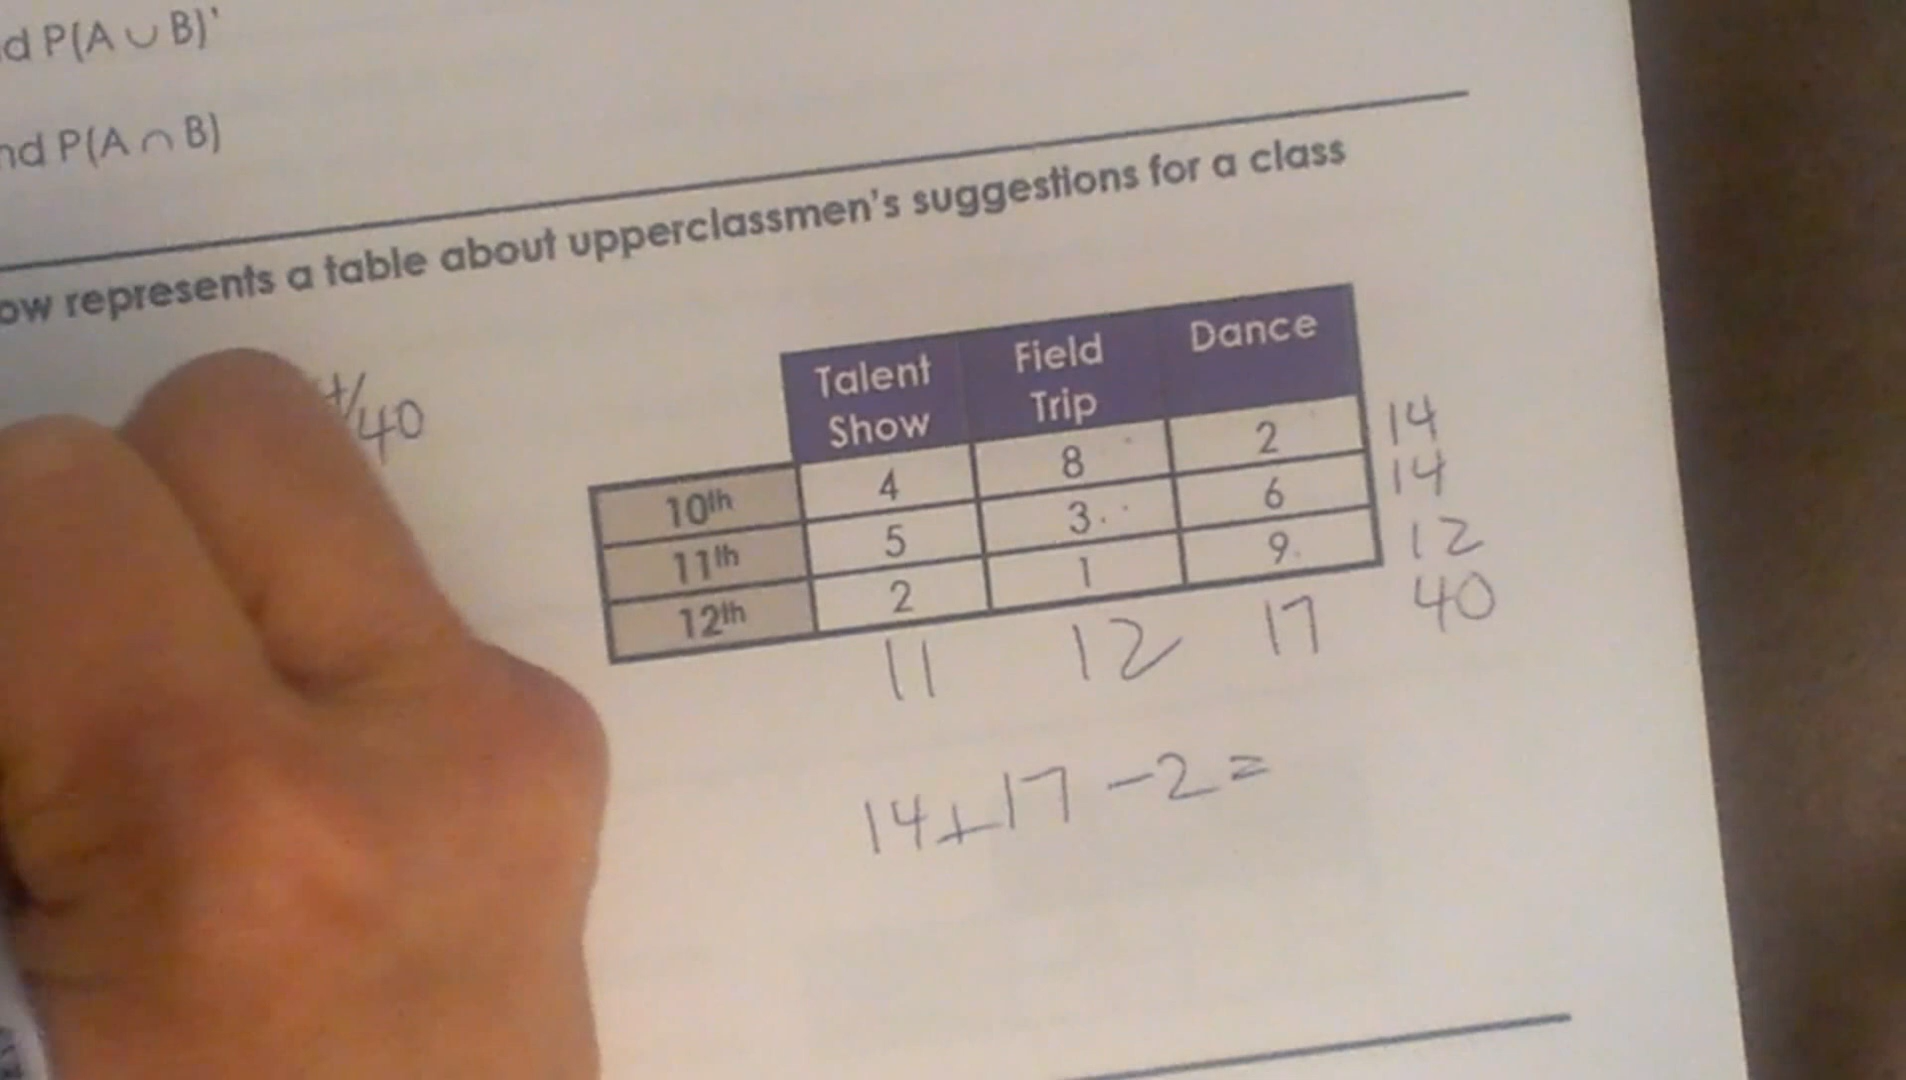 d P(A ∪ B)'
nd P(A ∩ B)
ow represents a table about upperclassmen's suggestions for a class
/40
Talent Show Field Trip Dance
10th 4 8 2 14
11th 5 3 6 14
12th 2 1 9 12
11 12 17 40
14+17-2=